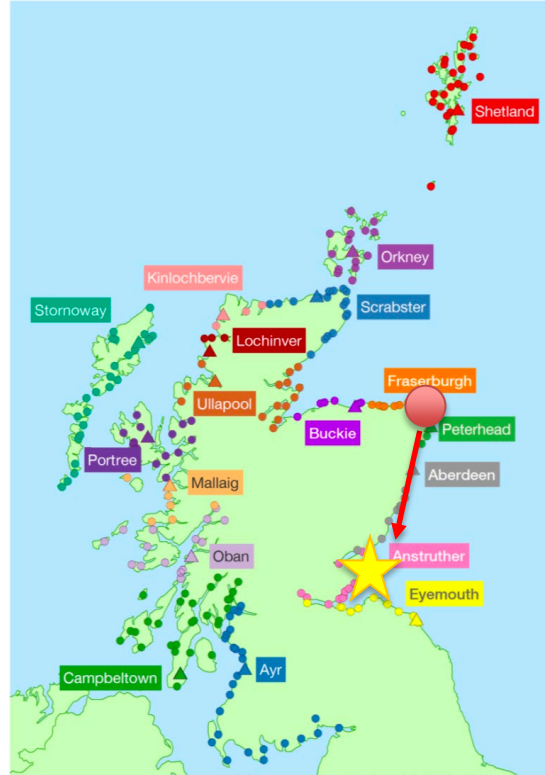 Shetland
Orkney
Kinlochbervie
Stornoway
Scrabster
Lochinver
Fraserburgh
Ullapool
Buckie
Peterhead
Portree
Aberdeen
Mallaig
Oban
Anstruther
Eyemouth
Campbeltown
Ayr